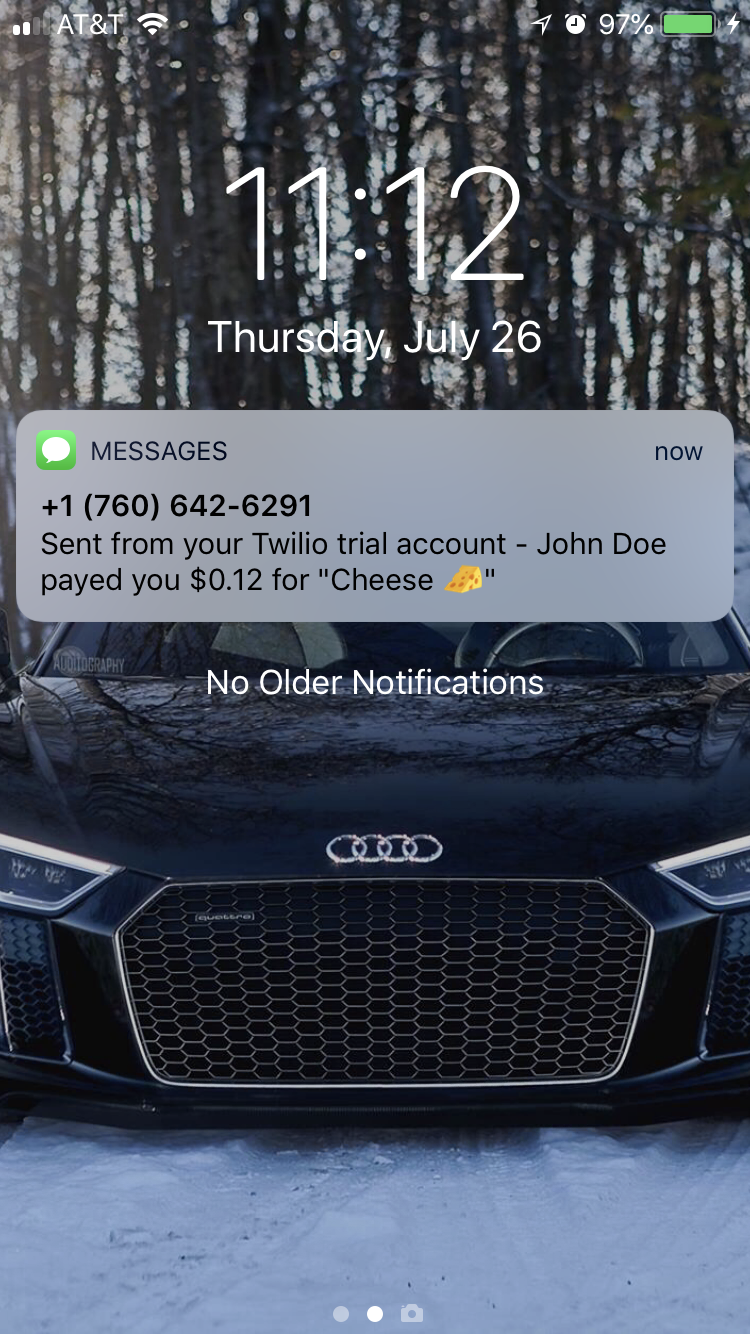 AT&T 97%
11:12
Thursday, July 26
MESSAGES now
+1 (760) 642-6291
Sent from your Twilio trial account - John Doe
payed you $0.12 for "Cheese 🧀"
AUDITOGRAPHY
No Older Notifications
quattro